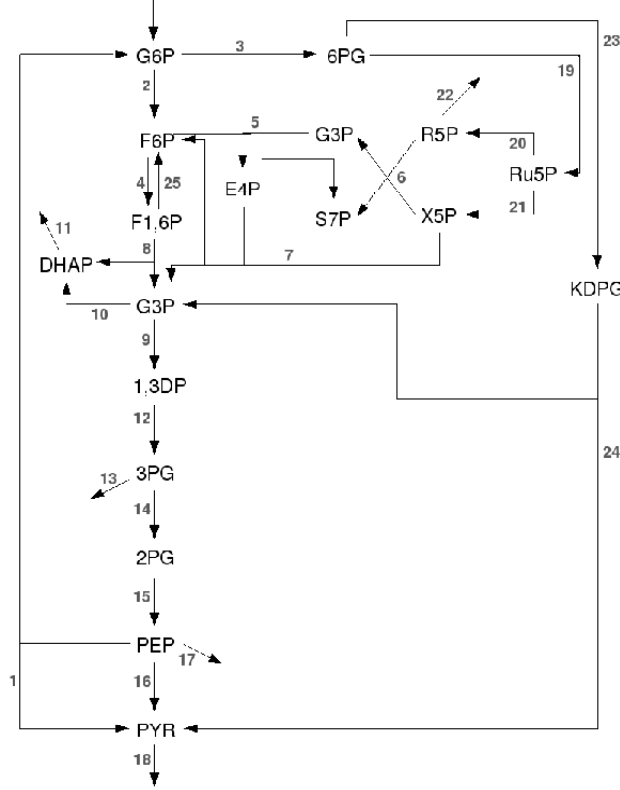 G6P 3 6PG 23
2 19
22
F6P 5 G3P R5P 20
4 25 E4P 6 Ru5P
F1,6P S7P X5P 21
11 8 7
DHAP
10 G3P KDPG
9
1,3DP
12
24
13 3PG
14
2PG
15
PEP
17
1 16
PYR
18